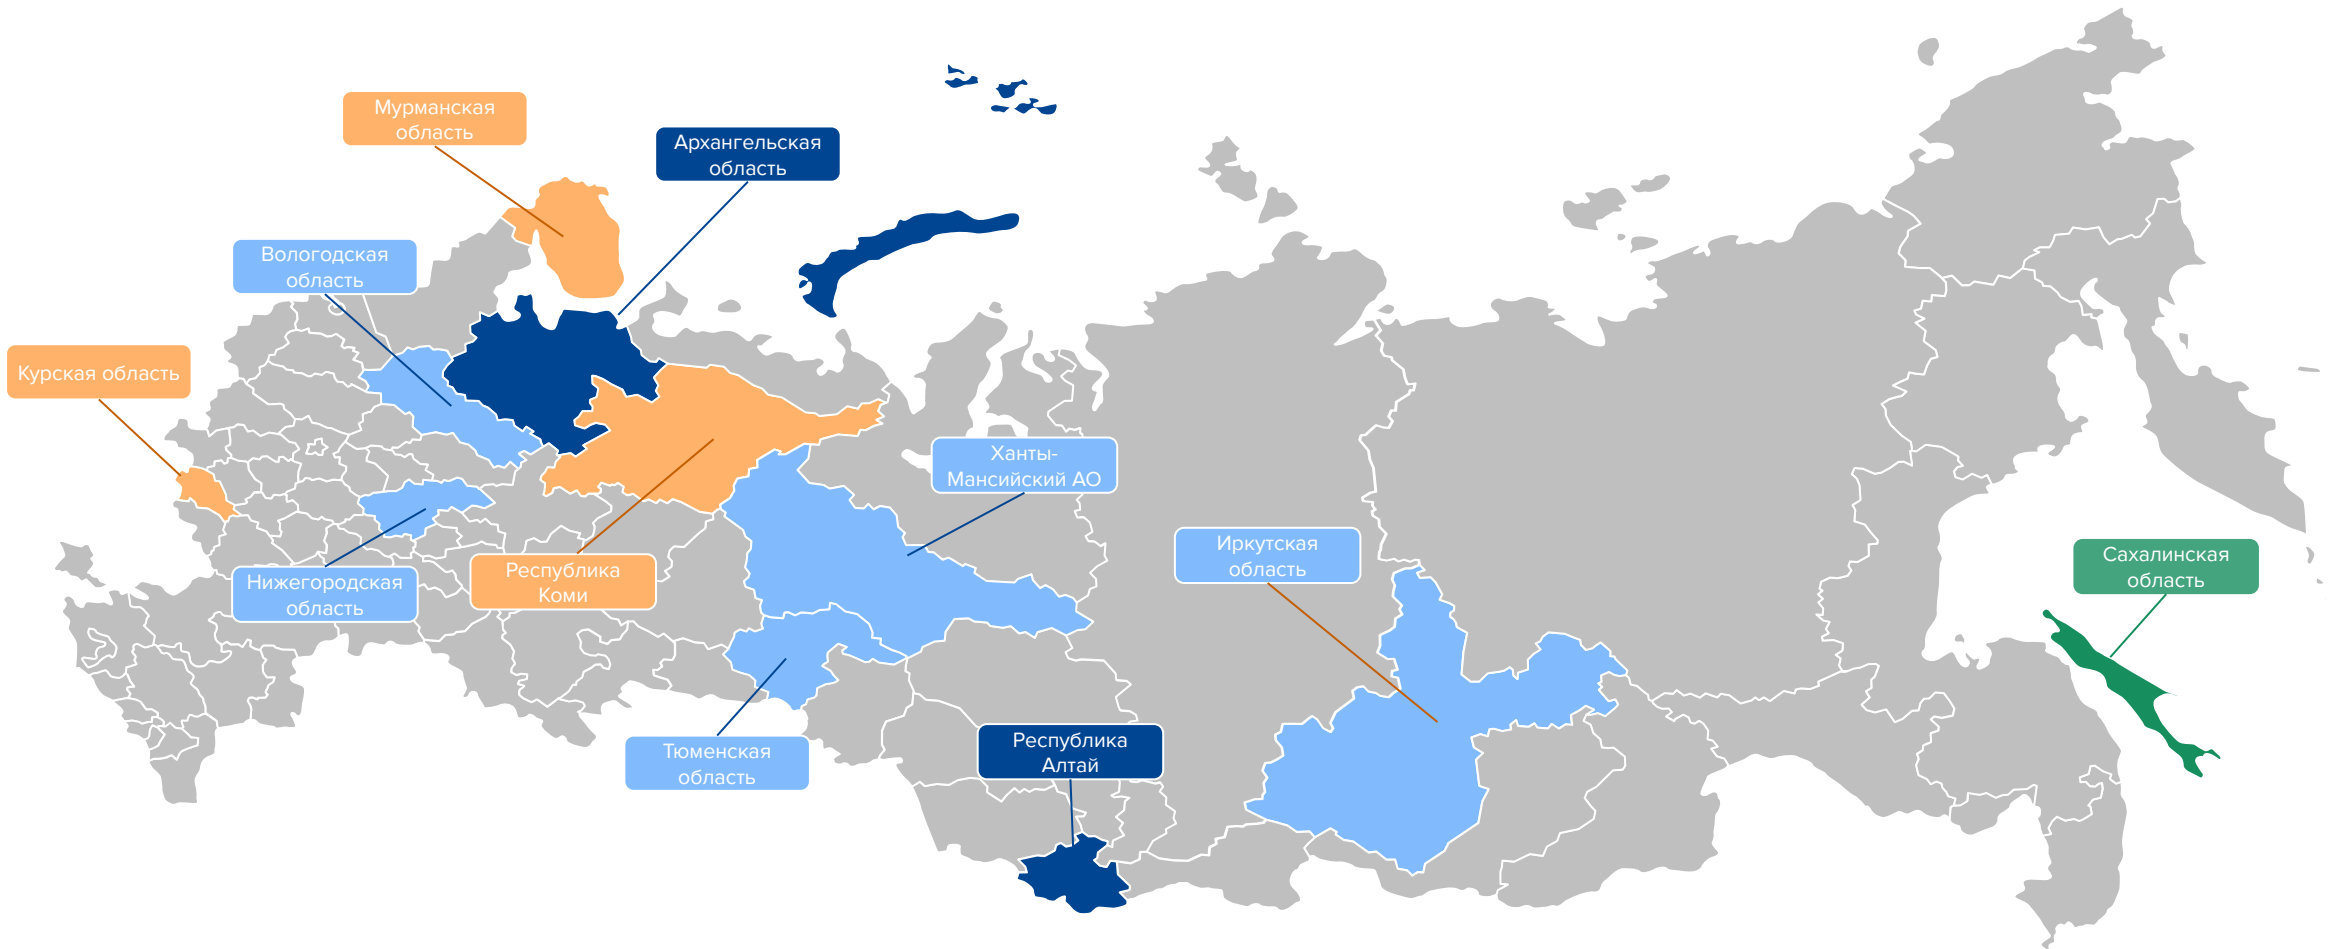 Мурманская
область
Архангельская
область
Вологодская
область
Курская область
Ханты-
Мансийский АО
Иркутская
область
Сахалинская
область
Нижегородская
область
Республика
Коми
Тюменская
область
Республика
Алтай